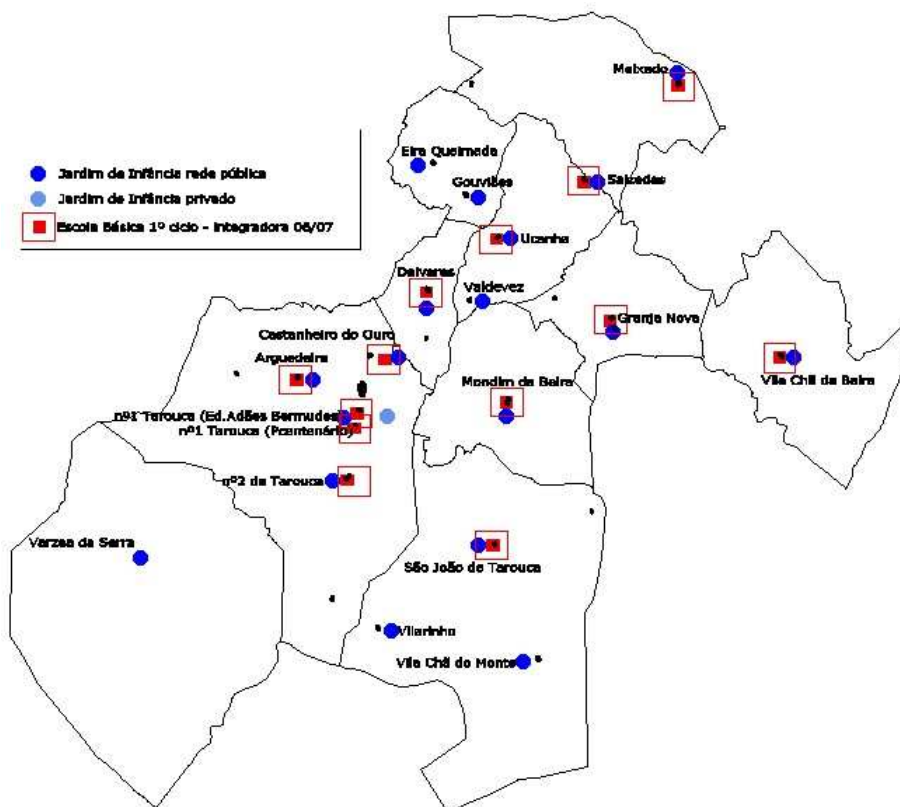 Meixedo
Eira Queimada
Jardim de Infância rede pública
Gouviães
Salzedas
Jardim de Infância privado
Escola Básica 1º ciclo - Integradora 06/07
Ucanha
Dalvares
Valdevez
Granja Nova
Castanheiro do Ouro
Arguedeira
Mondim da Beira
Vila Chã da Beira
nº1 Tarouca (Ed.Adães Bermudes)
nº1 Tarouca (Pcentenário)
nº2 de Tarouca
Varzea da Serra
São João de Tarouca
Vilarinho
Vila Chã do Monte